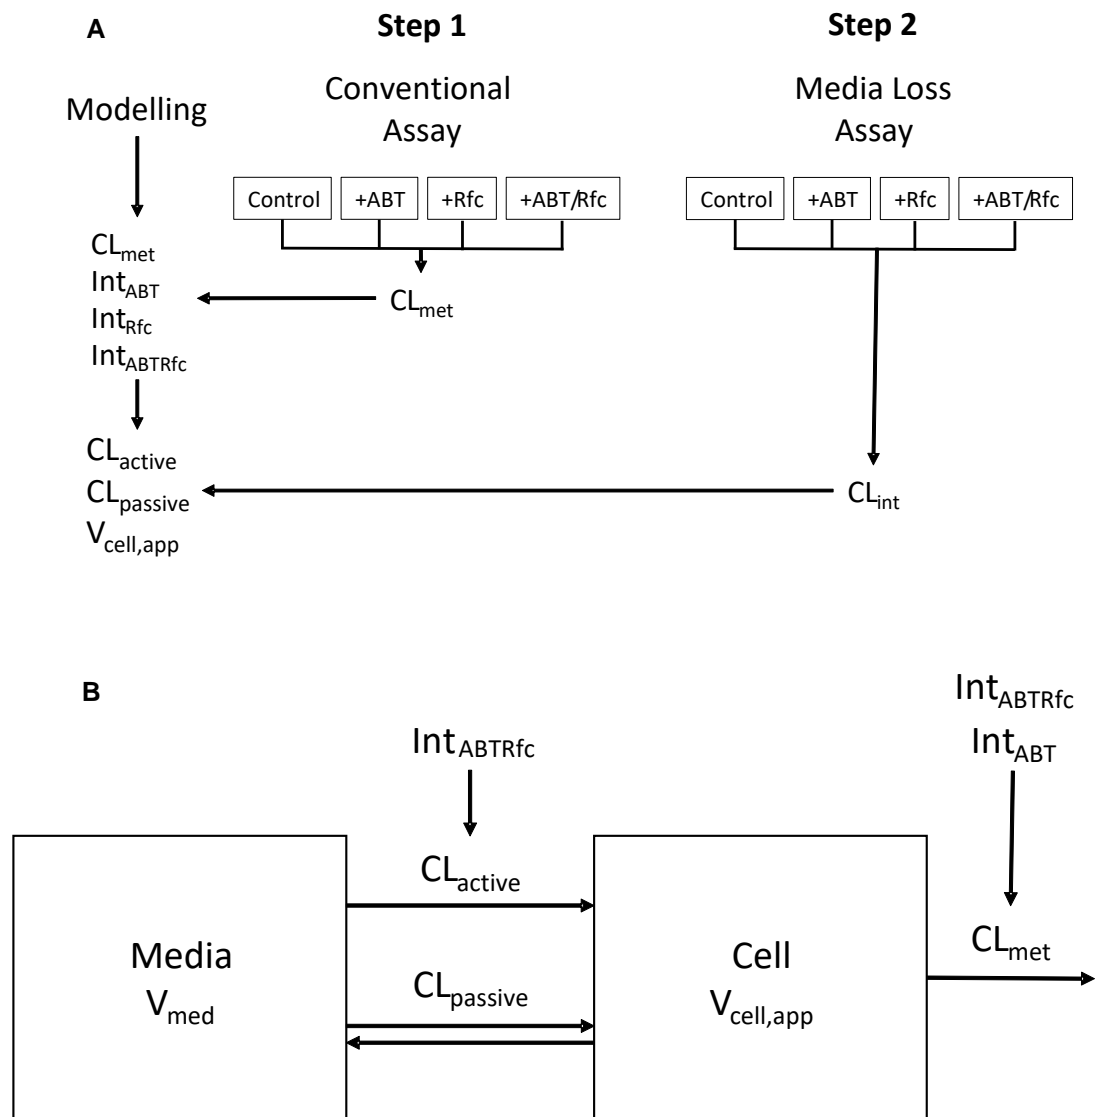 A
Step 1
Step 2
Modelling
Conventional
Assay
Media Loss
Assay
Control
+ABT
+Rfc
+ABT/Rfc
Control
+ABT
+Rfc
+ABT/Rfc
CLmet
IntABT
IntRfc
IntABTRfc
CLmet
CLactive
CLpassive
Vcell,app
CLint
B
IntABTRfc
IntABTRfc
IntABT
CLactive
CLpassive
CLmet
Media
Vmed
Cell
Vcell,app